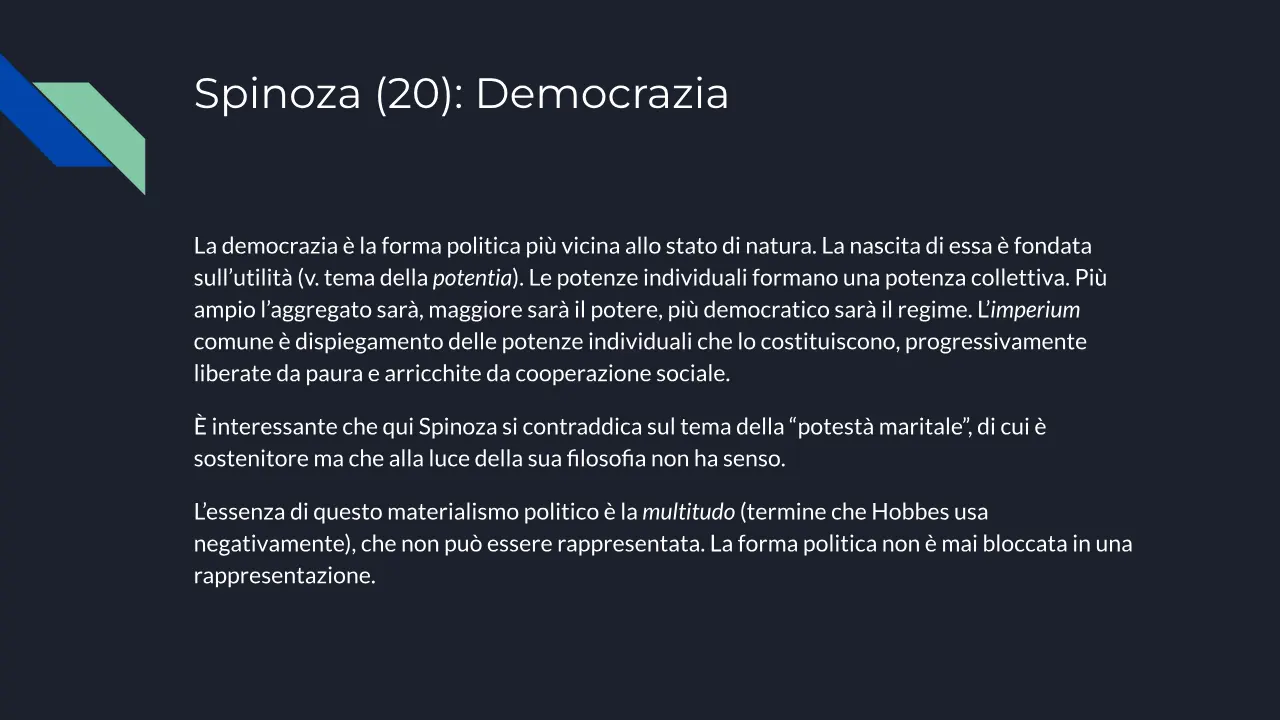 Spinoza (20): Democrazia
La democrazia è la forma politica più vicina allo stato di natura. La nascita di essa è fondata
sull’utilità (v. tema della potentia). Le potenze individuali formano una potenza collettiva. Più
ampio l’aggregato sarà, maggiore sarà il potere, più democratico sarà il regime. L’imperium
comune è dispiegamento delle potenze individuali che lo costituiscono, progressivamente
liberate da paura e arricchite da cooperazione sociale.
È interessante che qui Spinoza si contraddica sul tema della “potestà maritale”, di cui è
sostenitore ma che alla luce della sua filosofia non ha senso.
L’essenza di questo materialismo politico è la multitudo (termine che Hobbes usa
negativamente), che non può essere rappresentata. La forma politica non è mai bloccata in una
rappresentazione.